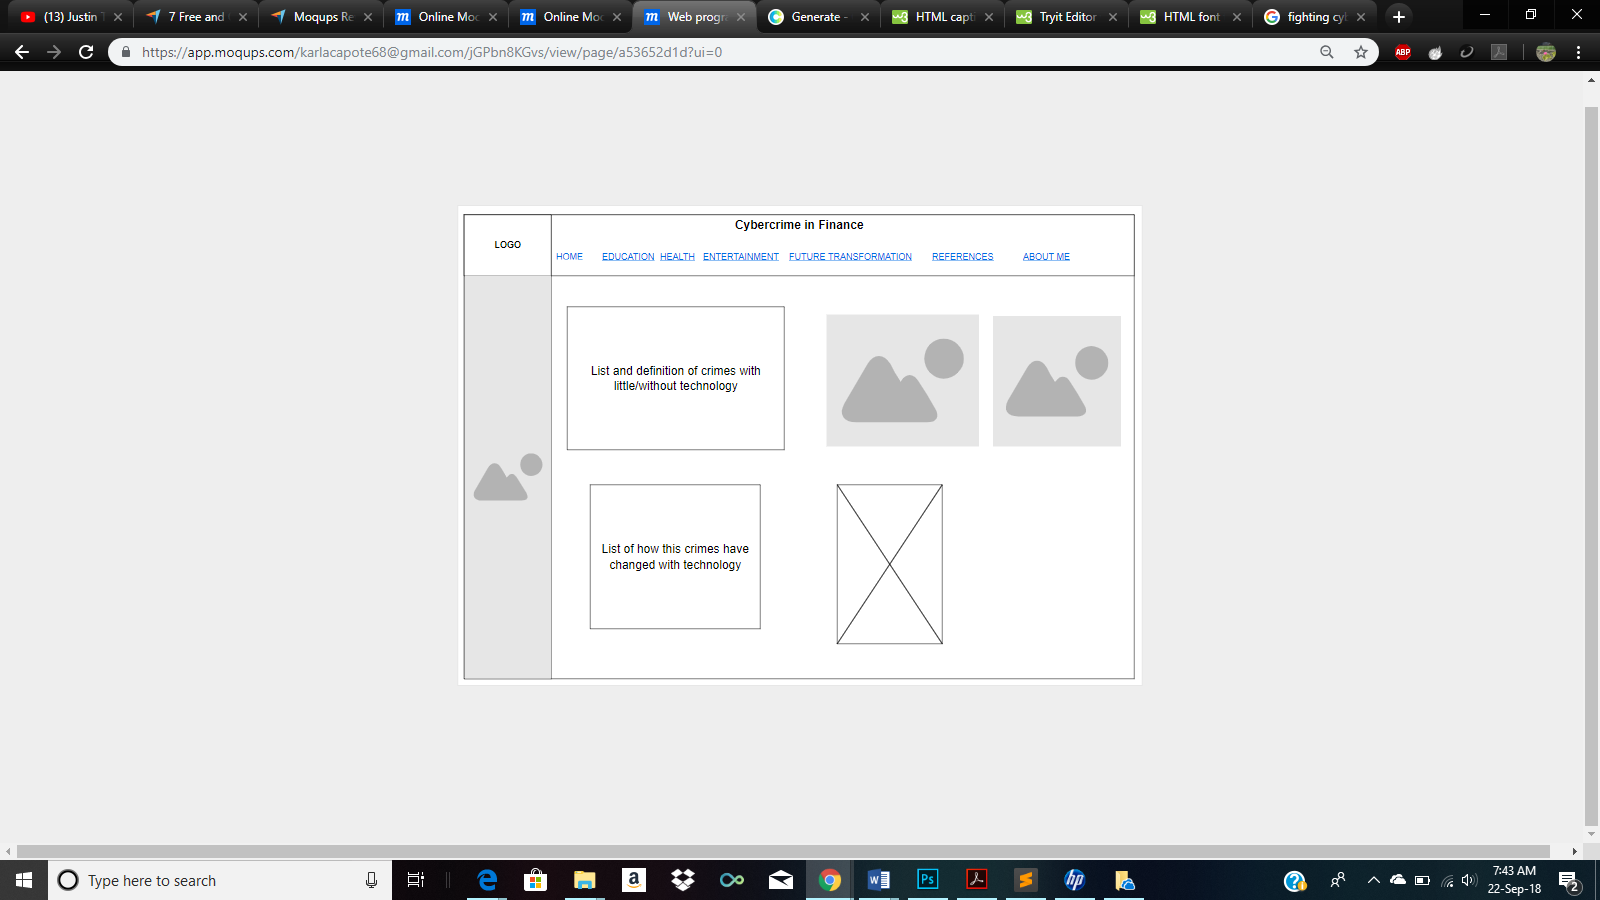 (13) Justin T
7 Free and
Moqups Re
Online Moc
Online Moc
Web progr
Generate -
HTML capt
Tryit Editor
HTML font
fighting cyl
https://app.moqups.com/karlacapote68@gmail.com/jGPbn8KGvs/view/page/a53652d1d?ui=0
ABP
Cybercrime in Finance
LOGO
HOME EDUCATION HEALTH ENTERTAINMENT FUTURE TRANSFORMATION REFERENCES ABOUT ME
List and definition of crimes with
little/without technology
List of how this crimes have
changed with technology
Type here to search
7:43 AM
22-Sep-18
2